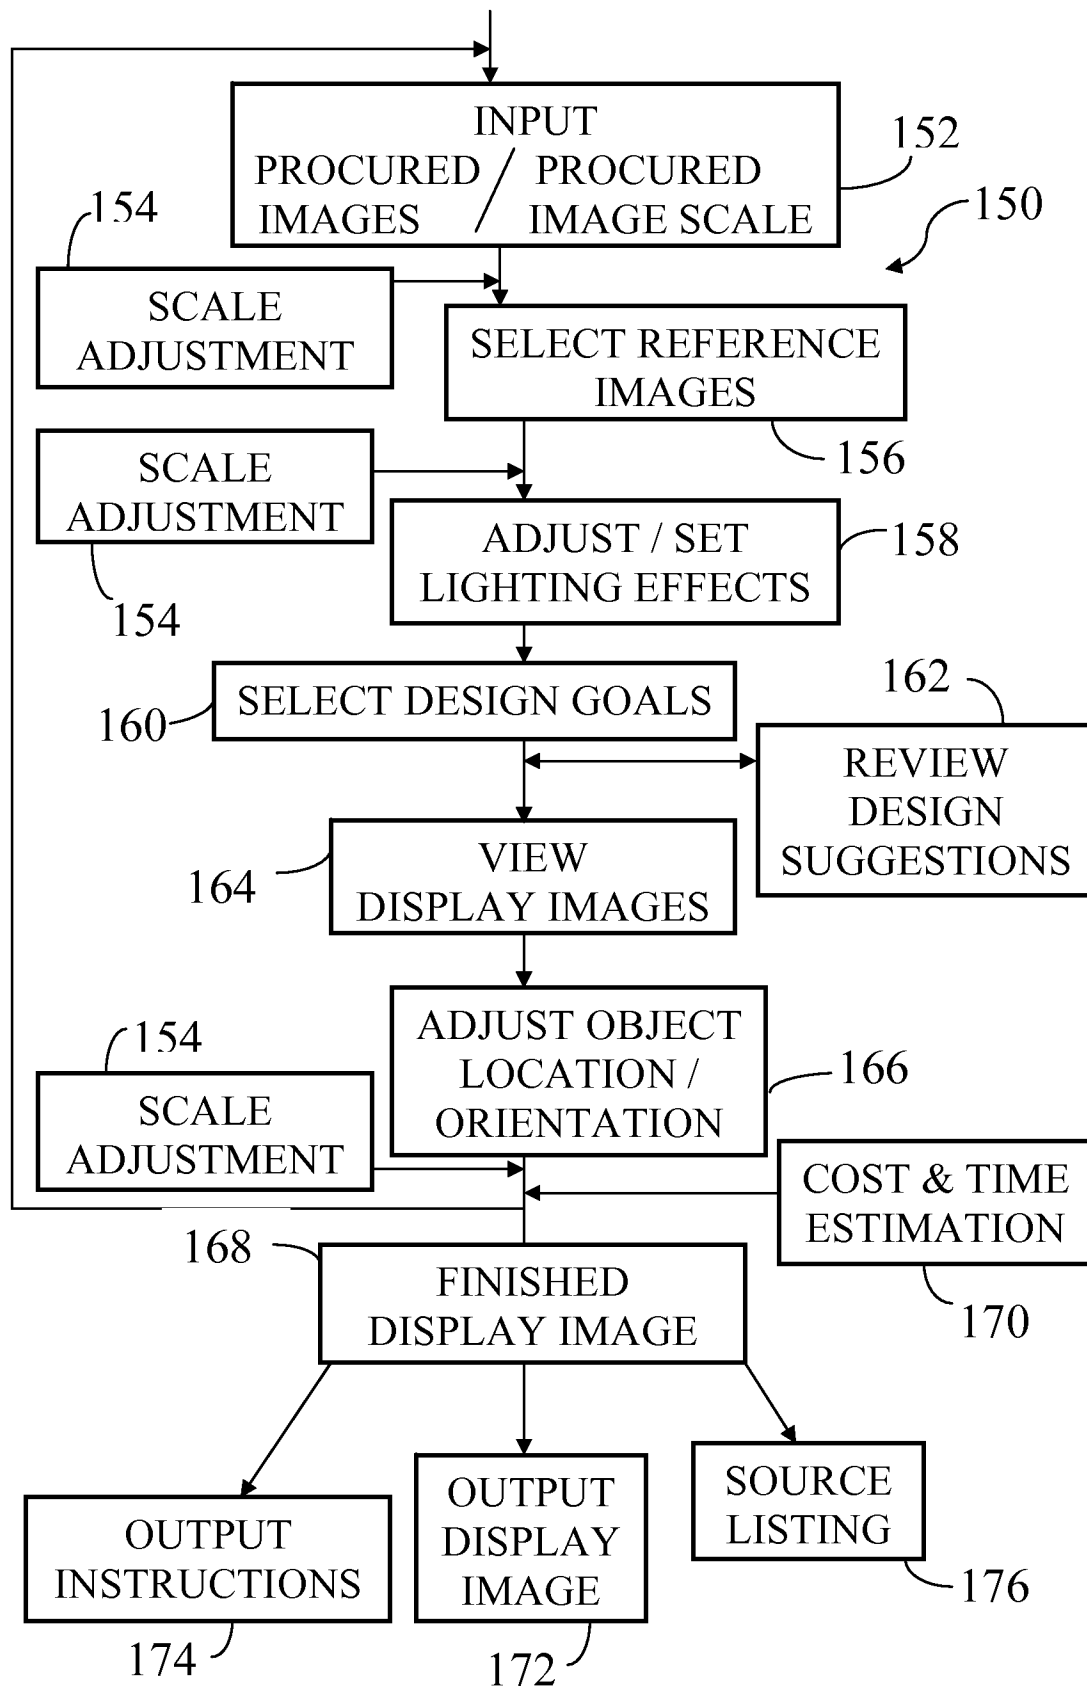 INPUT
PROCURED / PROCURED
IMAGES IMAGE SCALE
152
150
154
SCALE
ADJUSTMENT
SELECT REFERENCE
IMAGES
156
SCALE
ADJUSTMENT
154
ADJUST / SET
LIGHTING EFFECTS
158
SELECT DESIGN GOALS
160
162
REVIEW
DESIGN
SUGGESTIONS
VIEW
DISPLAY IMAGES
164
ADJUST OBJECT
LOCATION /
ORIENTATION
166
154
SCALE
ADJUSTMENT
COST & TIME
ESTIMATION
170
168
FINISHED
DISPLAY IMAGE
OUTPUT
INSTRUCTIONS
174
OUTPUT
DISPLAY
IMAGE
172
SOURCE
LISTING
176